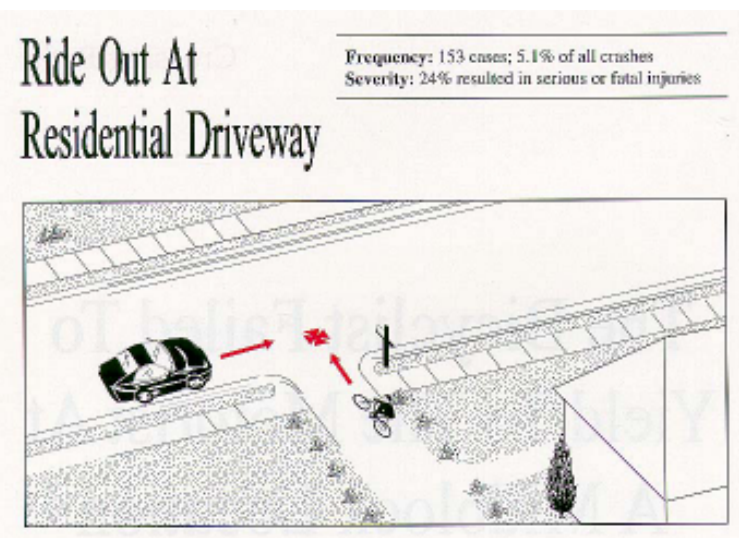 Ride Out At
Residential Driveway
Frequency: 153 cases; 5.1% of all crashes
Severity: 24% resulted in serious or fatal injuries